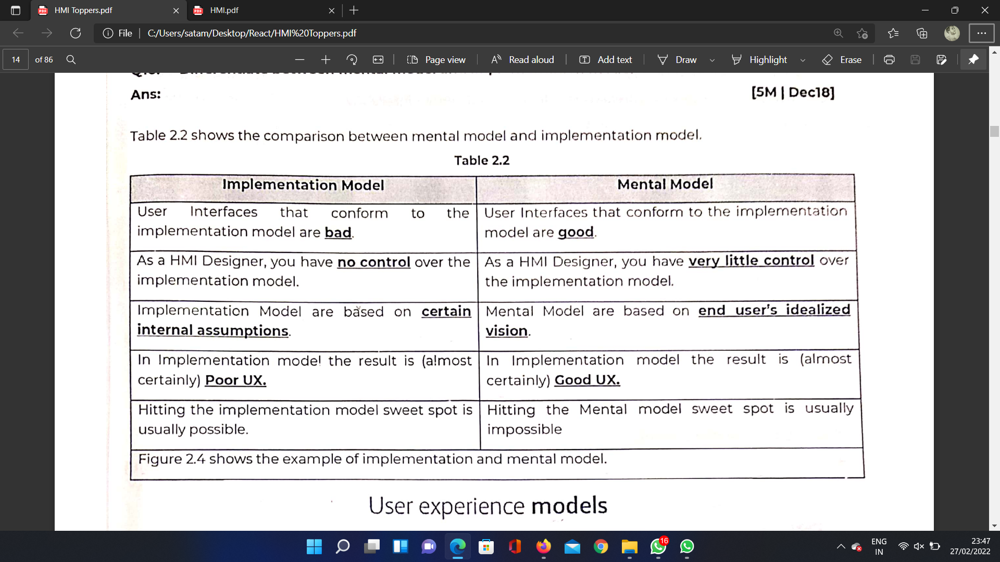 HMI Toppers.pdf
HMI.pdf
File
C:/Users/satam/Desktop/React/HMI%20Toppers.pdf
14 of 86
Page view
Read aloud
Add text
Draw
Highlight
Erase
Ans:
[5M | Dec18]
Table 2.2 shows the comparison between mental model and implementation model.
Table 2.2
Implementation Model
Mental Model
User Interfaces that conform to the
implementation model are bad.
User Interfaces that conform to the implementation
model are good.
As a HMI Designer, you have no control over the
implementation model.
As a HMI Designer, you have very little control over
the implementation model.
Implementation Model are based on certain
internal assumptions.
Mental Model are based on end user's idealized
vision.
In Implementation model the result is (almost
certainly) Poor UX.
In Implementation model the result is (almost
certainly) Good UX.
Hitting the implementation model sweet spot is
usually possible.
Hitting the Mental model sweet spot is usually
impossible
Figure 2.4 shows the example of implementation and mental model.
User experience models
16
ENG
IN
23:47
27/02/2022